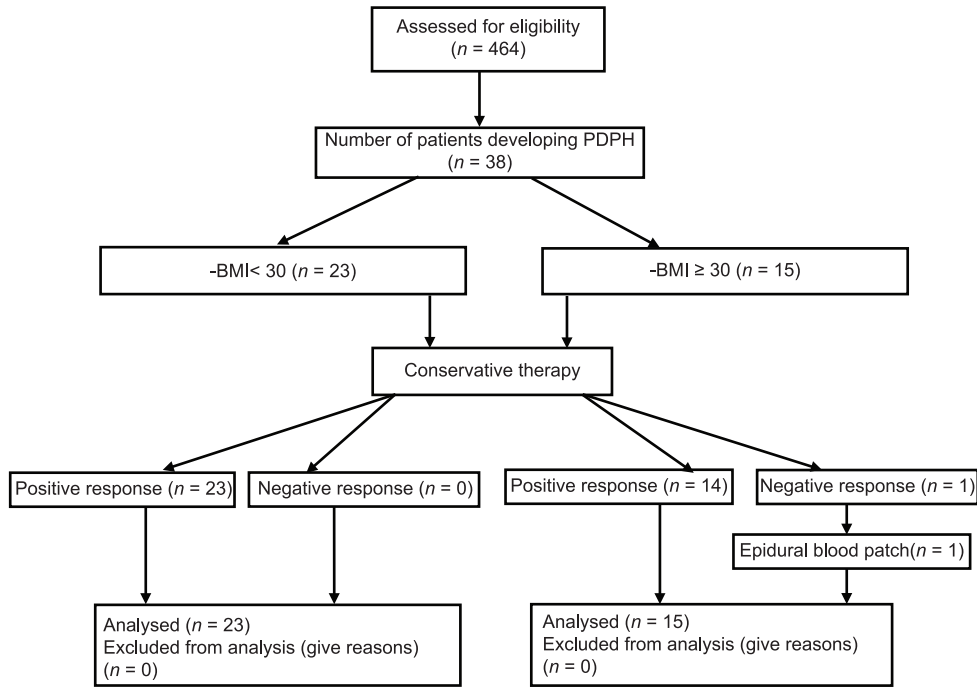 Assessed for eligibility
(n = 464)
Number of patients developing PDPH
(n = 38)
-BMI< 30 (n = 23)
-BMI ≥ 30 (n = 15)
Conservative therapy
Positive response (n = 23)
Negative response (n = 0)
Positive response (n = 14)
Negative response (n = 1)
Epidural blood patch(n = 1)
Analysed (n = 23)
Excluded from analysis (give reasons)
(n = 0)
Analysed (n = 15)
Excluded from analysis (give reasons)
(n = 0)